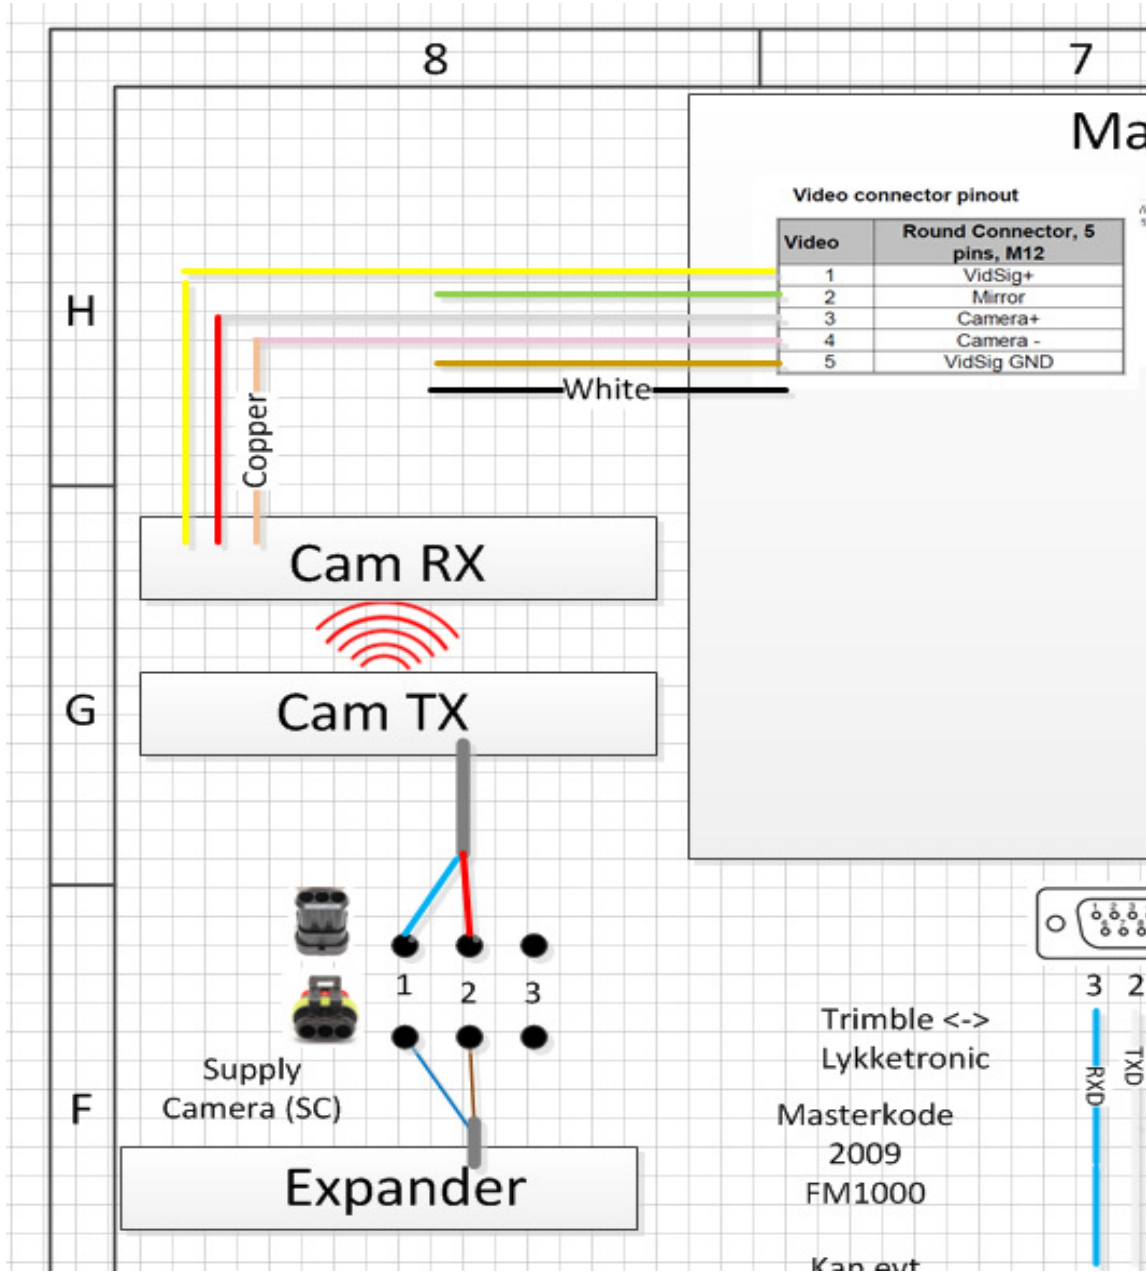 8
7
Ma
Video connector pinout
Video
Round Connector, 5
pins, M12
1 VidSig+
2 Mirror
3 Camera+
4 Camera -
5 VidSig GND
H
White
Copper
Cam RX
G
Cam TX
1 2 3
3 2
Trimble <->
Lykketronic
RXD
TXD
Supply
Camera (SC)
F
Masterkode
2009
FM1000
Expander
Kan evt